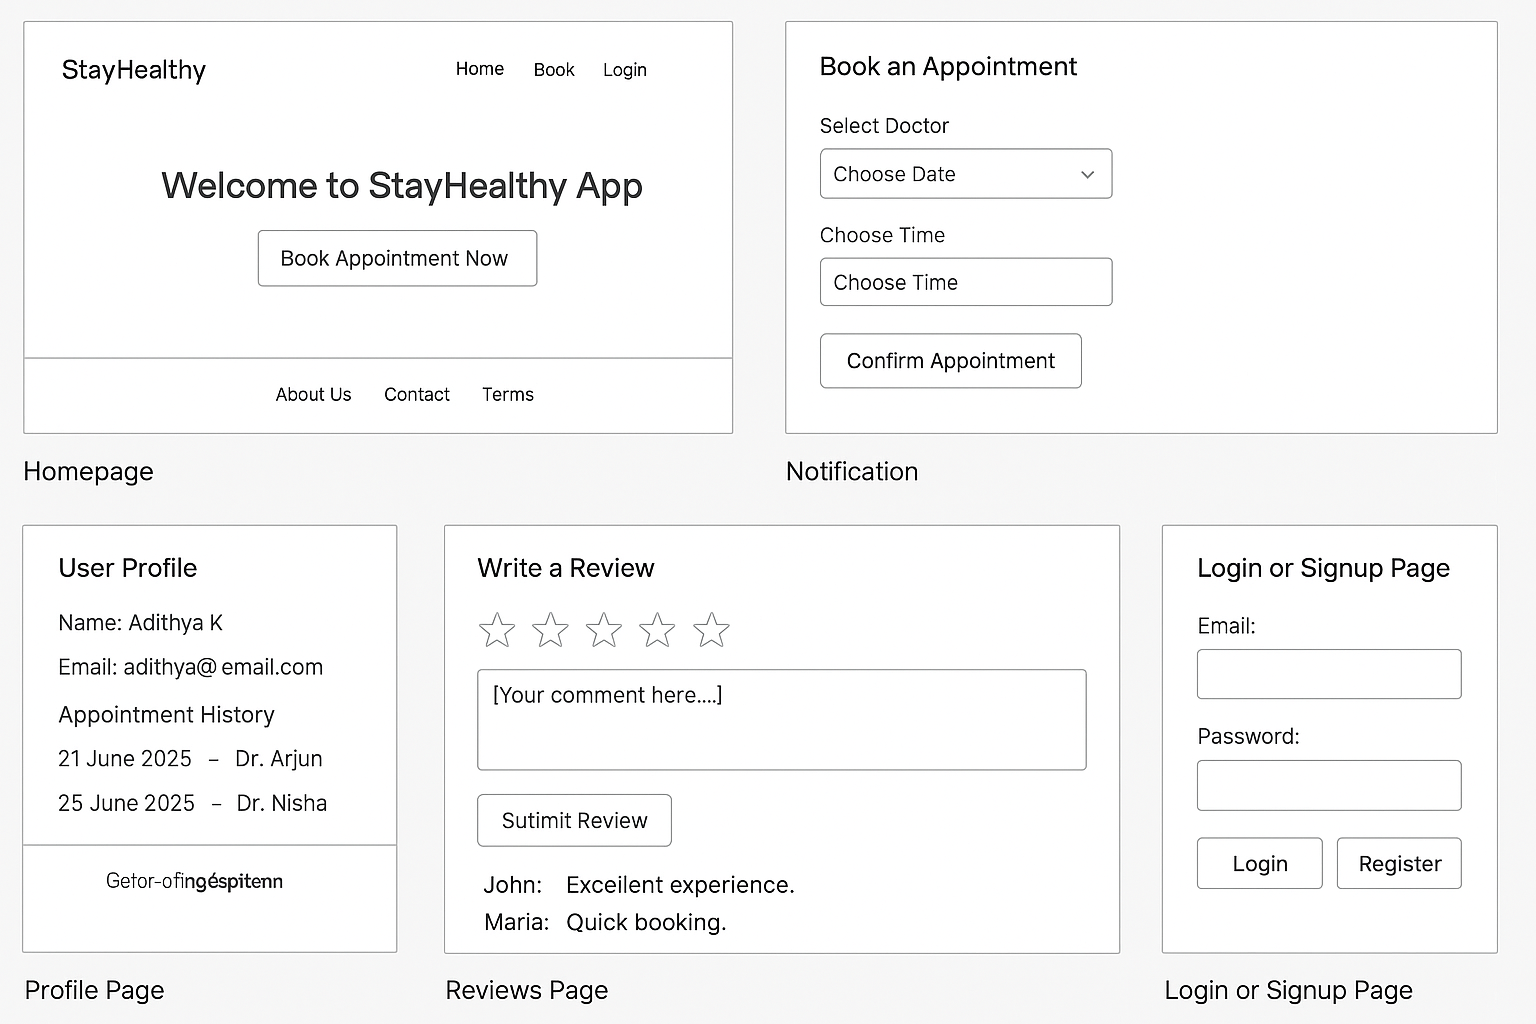 StayHealthy
Home Book Login
Welcome to StayHealthy App
Book Appointment Now
About Us Contact Terms
Homepage
Book an Appointment
Select Doctor
Choose Date
Choose Time
Choose Time
Confirm Appointment
Notification
User Profile
Name: Adithya K
Email: adithya@email.com
Appointment History
21 June 2025 – Dr. Arjun
25 June 2025 – Dr. Nisha
Getor-ofingéspitenn
Profile Page
Write a Review
[Your comment here....]
Sutimit Review
John: Exceilent experience.
Maria: Quick booking.
Reviews Page
Login or Signup Page
Email:
Password:
Login Register
Login or Signup Page